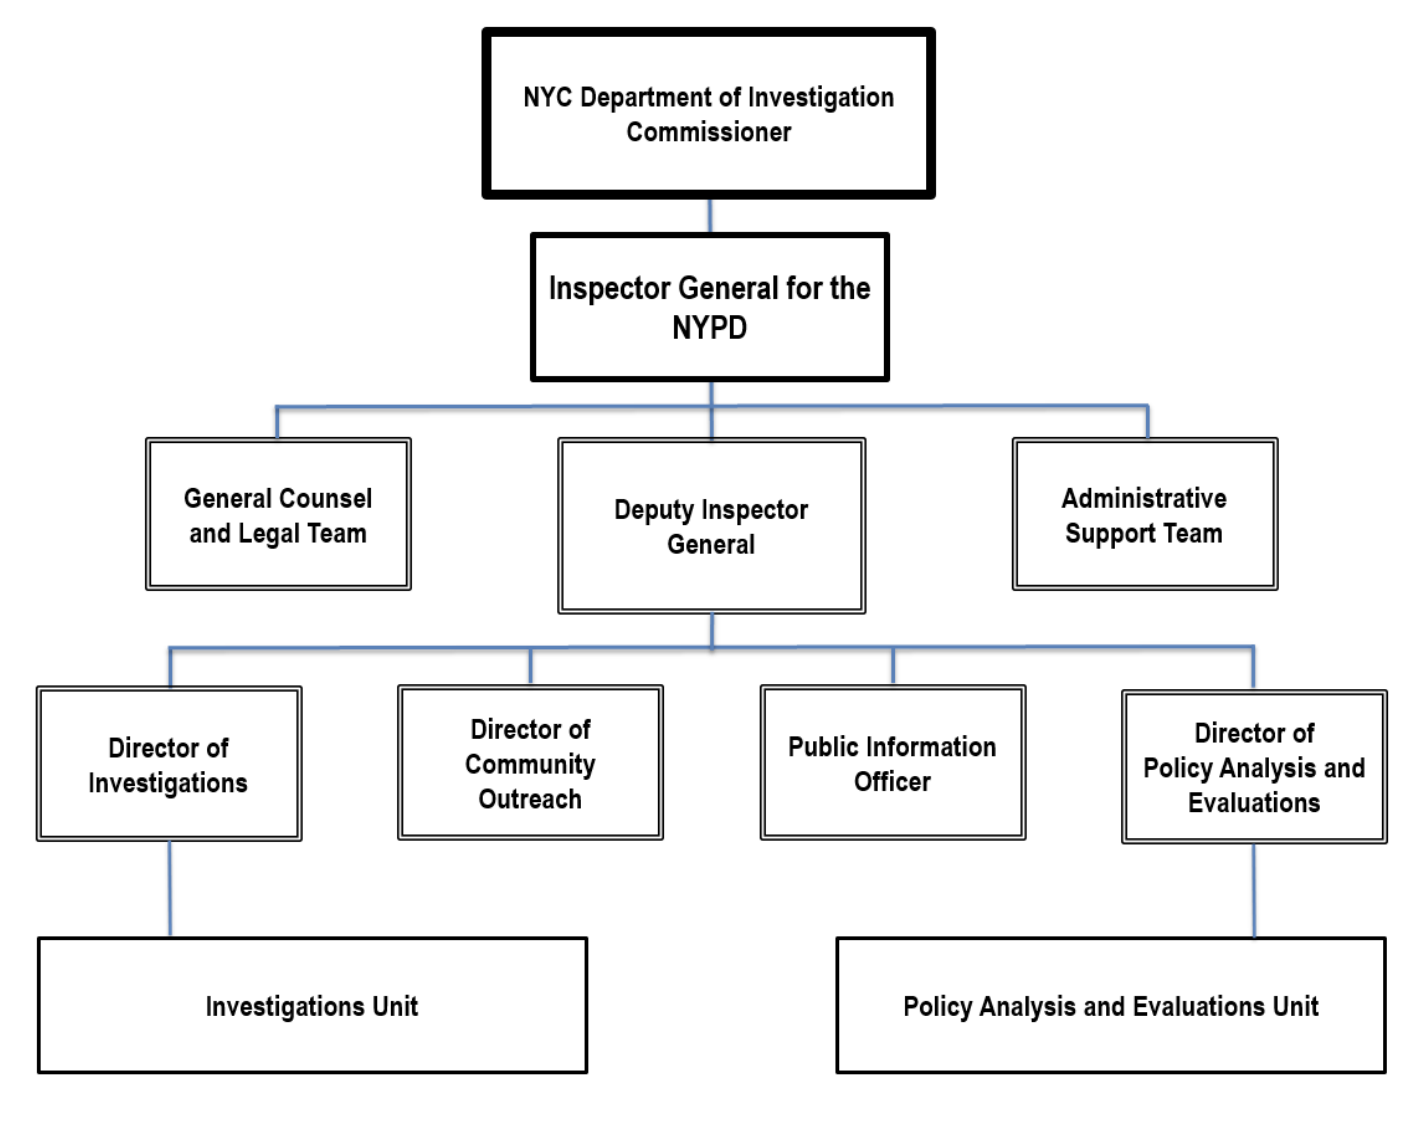 NYC Department of Investigation
Commissioner
Inspector General for the
NYPD
General Counsel
and Legal Team
Deputy Inspector
General
Administrative
Support Team
Director of
Investigations
Director of
Community
Outreach
Public Information
Officer
Director of
Policy Analysis and
Evaluations
Investigations Unit
Policy Analysis and Evaluations Unit